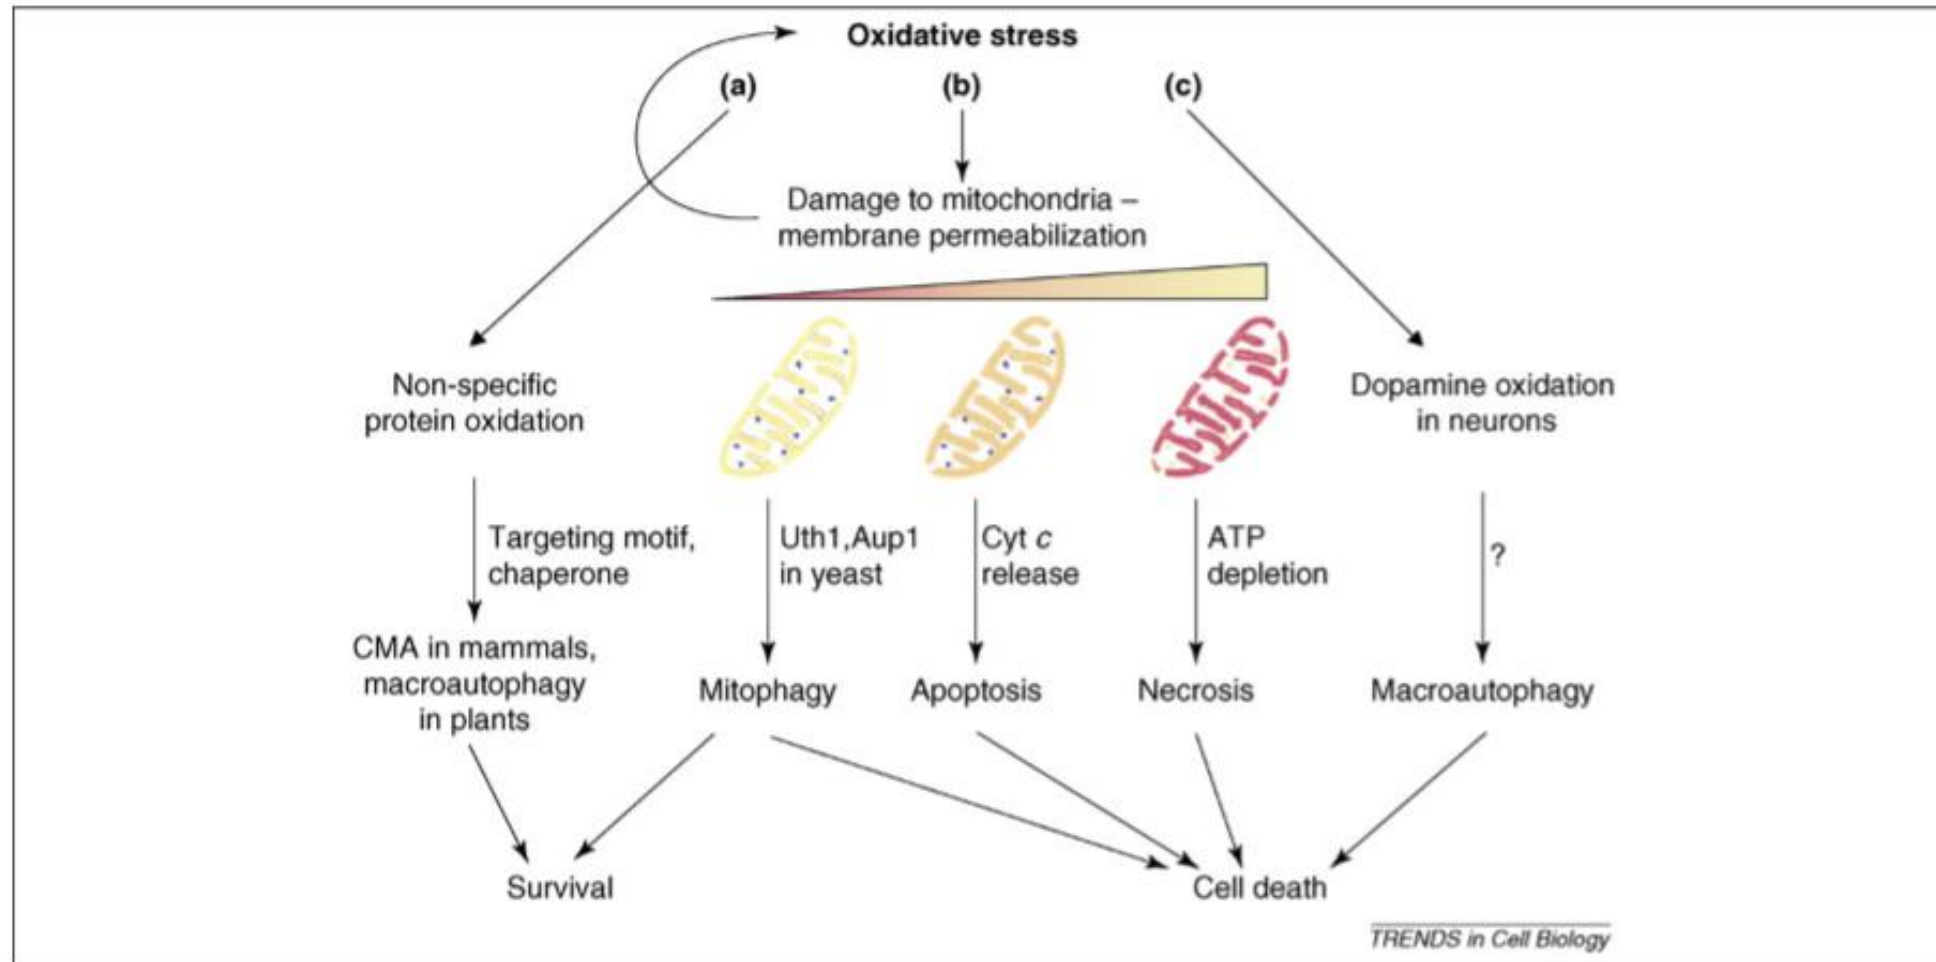 Oxidative stress
(a)
(b)
(c)
Damage to mitochondria –
membrane permeabilization
Non-specific
protein oxidation
Dopamine oxidation
in neurons
Targeting motif,
chaperone
Uth1,Aup1
in yeast
Cyt c
release
ATP
depletion
?
CMA in mammals,
macroautophagy
in plants
Mitophagy
Apoptosis
Necrosis
Macroautophagy
Survival
Cell death
TRENDS in Cell Biology